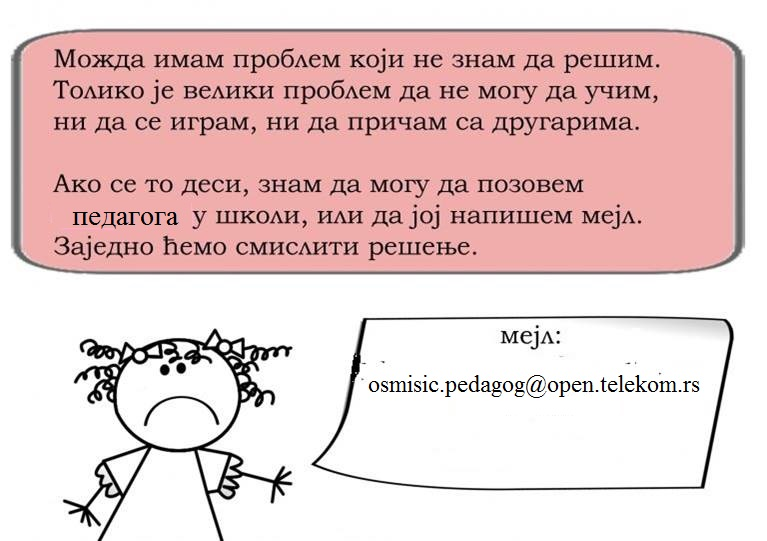 Можда имам проблем који не знам да решим.
Толико је велики проблем да не могу да учим,
ни да се играм, ни да причам са другарима.
Ако се то деси, знам да могу да позовем
педагога у школи, или да јој напишем мејл.
Заједно ћемо смислити решење.
мејл:
osmisic.pedagog@open.telekom.rs